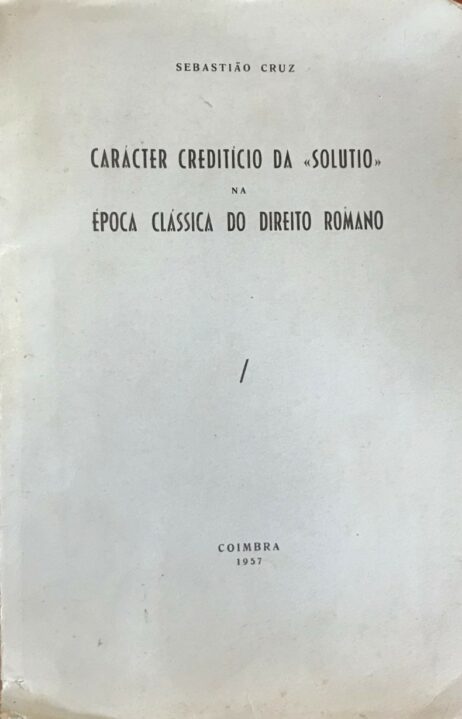 SEBASTIÃO CRUZ
CARÁCTER CREDITÍCIO DA «SOLUTIO»
NA
ÉPOCA CLÁSSICA DO DIREITO ROMANO
/
COIMBRA
1957